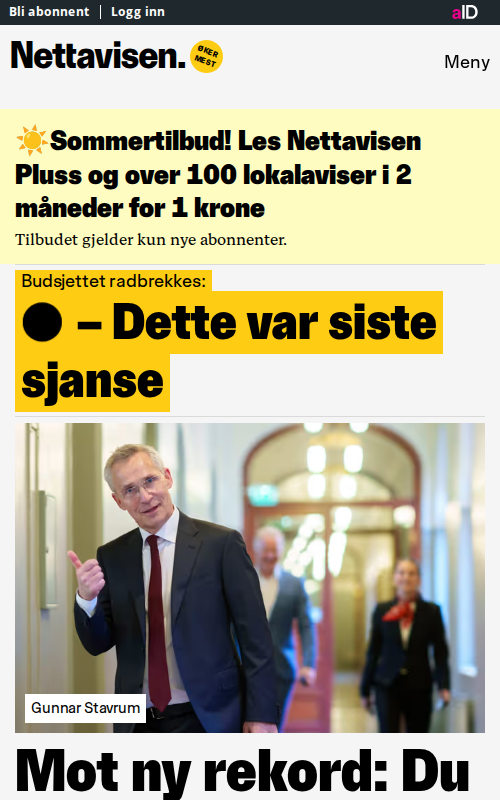 Bli abonnent | Logg inn
aID
Nettavisen.
ØKER
MEST
Meny
☀️Sommertilbud! Les Nettavisen
Pluss og over 100 lokalaviser i 2
måneder for 1 krone
Tilbudet gjelder kun nye abonnenter.
Budsjettet radbrekkes:
⚫ – Dette var siste
sjanse
Gunnar Stavrum
Mot ny rekord: Du